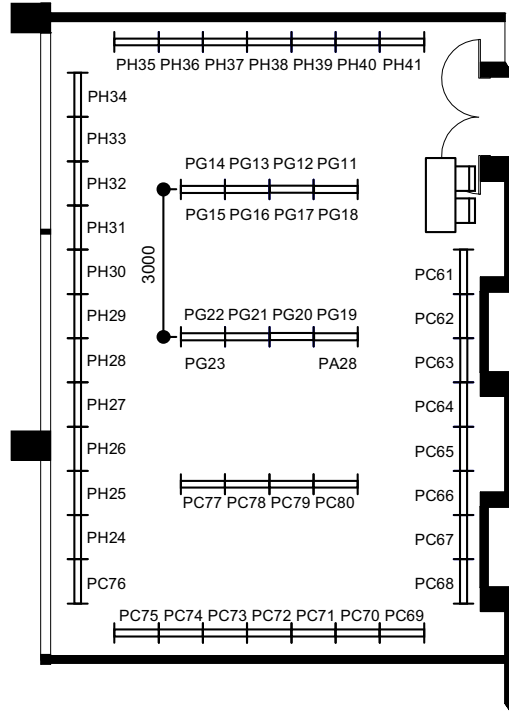 PH35 PH36 PH37 PH38 PH39 PH40 PH41
PH34
PH33
PH32
PH31
PH30
PH29
PH28
PH27
PH26
PH25
PH24
PC76
PG14 PG13 PG12 PG11
PG15 PG16 PG17 PG18
3000
PG22 PG21 PG20 PG19
PG23 PA28
PC77 PC78 PC79 PC80
PC61
PC62
PC63
PC64
PC65
PC66
PC67
PC68
PC75 PC74 PC73 PC72 PC71 PC70 PC69